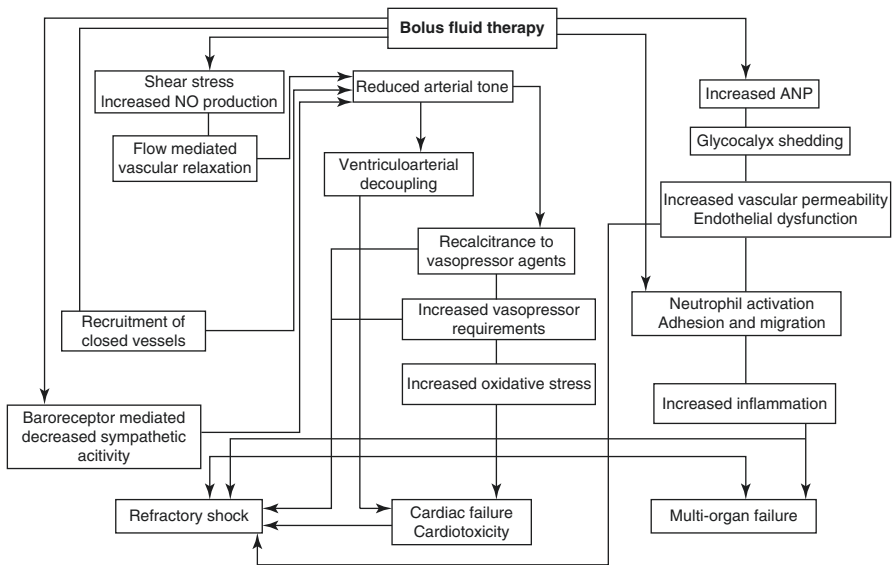 Bolus fluid therapy
Shear stress
Increased NO production
Reduced arterial tone
Increased ANP
Flow mediated
vascular relaxation
Glycocalyx shedding
Ventriculoarterial
decoupling
Increased vascular permeability
Endothelial dysfunction
Recalcitrance to
vasopressor agents
Recruitment of
closed vessels
Increased vasopressor
requirements
Neutrophil activation
Adhesion and migration
Increased oxidative stress
Increased inflammation
Baroreceptor mediated
decreased sympathetic
acitivity
Refractory shock
Cardiac failure
Cardiotoxicity
Multi-organ failure